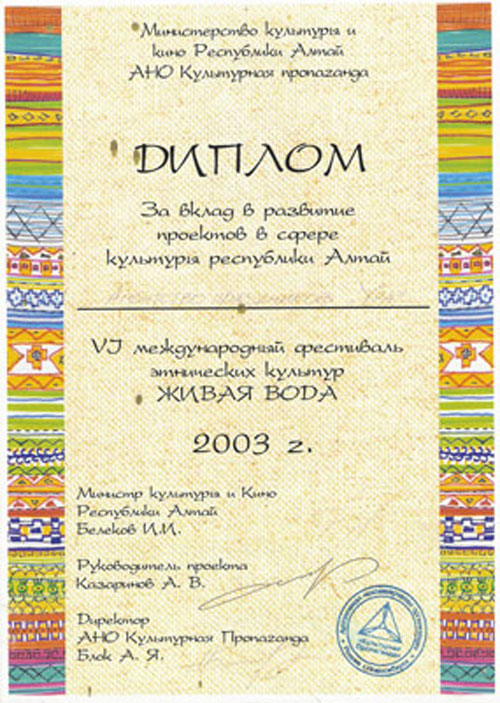 Министерство культуры и
кино Республики Алтай
АНО Культурная пропаганда
ДИПЛОМ
За вклад в развитие
проектов в сфере
культуры республики Алтай
VI международный фестиваль
этнических культур
ЖИВАЯ ВОДА
2003 г.
Министр культуры и Кино
Республики Алтай
Белеков И.И.
Руководитель проекта
Казаринов А. В.
Директор
АНО Культурная Пропаганда
Блок А. Я.